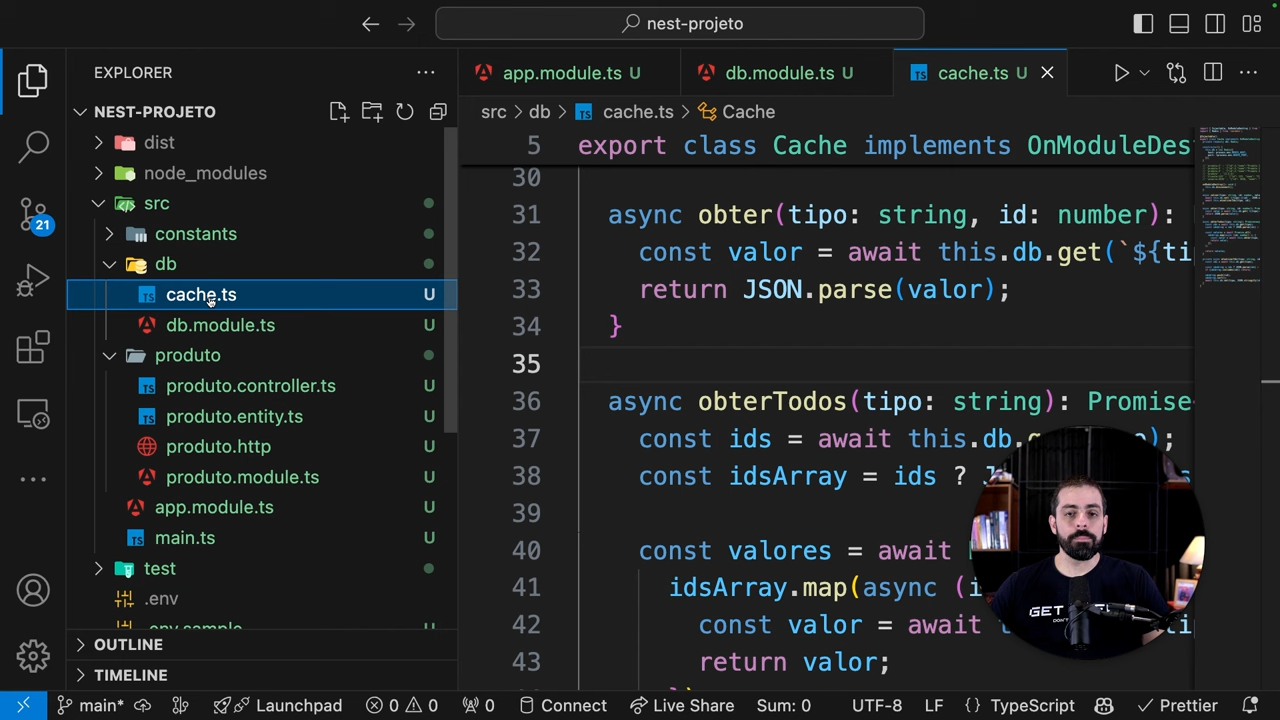 nest-projeto
EXPLORER
NEST-PROJETO
dist
node_modules
src
constants
db
cache.ts U
db.module.ts U
produto
produto.controller.ts U
produto.entity.ts U
produto.http U
produto.module.ts U
app.module.ts U
main.ts U
test
.env
.env.sample U
OUTLINE
TIMELINE
21
app.module.ts U
db.module.ts U
cache.ts U
src > db > cache.ts > Cache
5 export class Cache implements OnModuleDes
30
31 async obter(tipo: string, id: number):
32 const valor = await this.db.get(`${ti
33 return JSON.parse(valor);
34 }
35
36 async obterTodos(tipo: string): Promise
37 const ids = await this.db.g
38 const idsArray = ids ? J
39
40 const valores = await
41 idsArray.map(async (i
42 const valor = await
43 return valor;
GET
DON'T
main* Launchpad 0 0 0 Connect Live Share Sum: 0 UTF-8 LF {} TypeScript Prettier